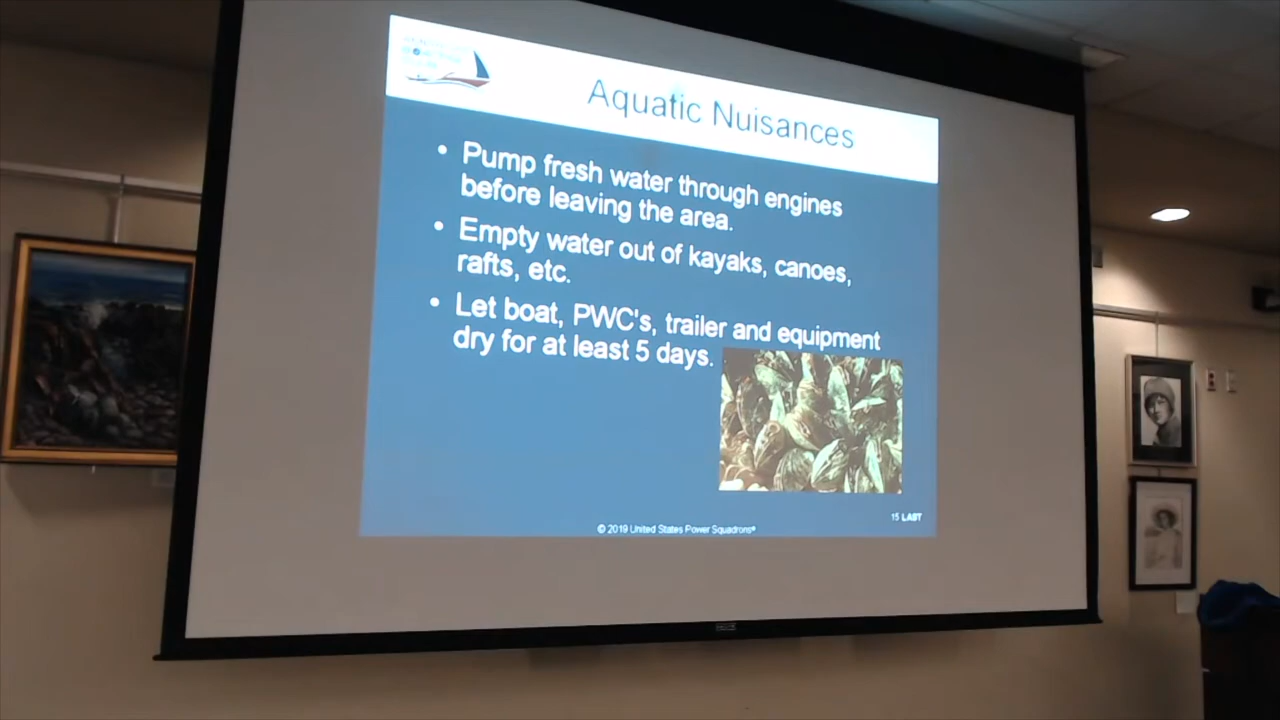 Aquatic Nuisances
• Pump fresh water through engines
before leaving the area.
• Empty water out of kayaks, canoes,
rafts, etc.
• Let boat, PWC's, trailer and equipment
dry for at least 5 days.
15 LAST
© 2019 United States Power Squadrons®